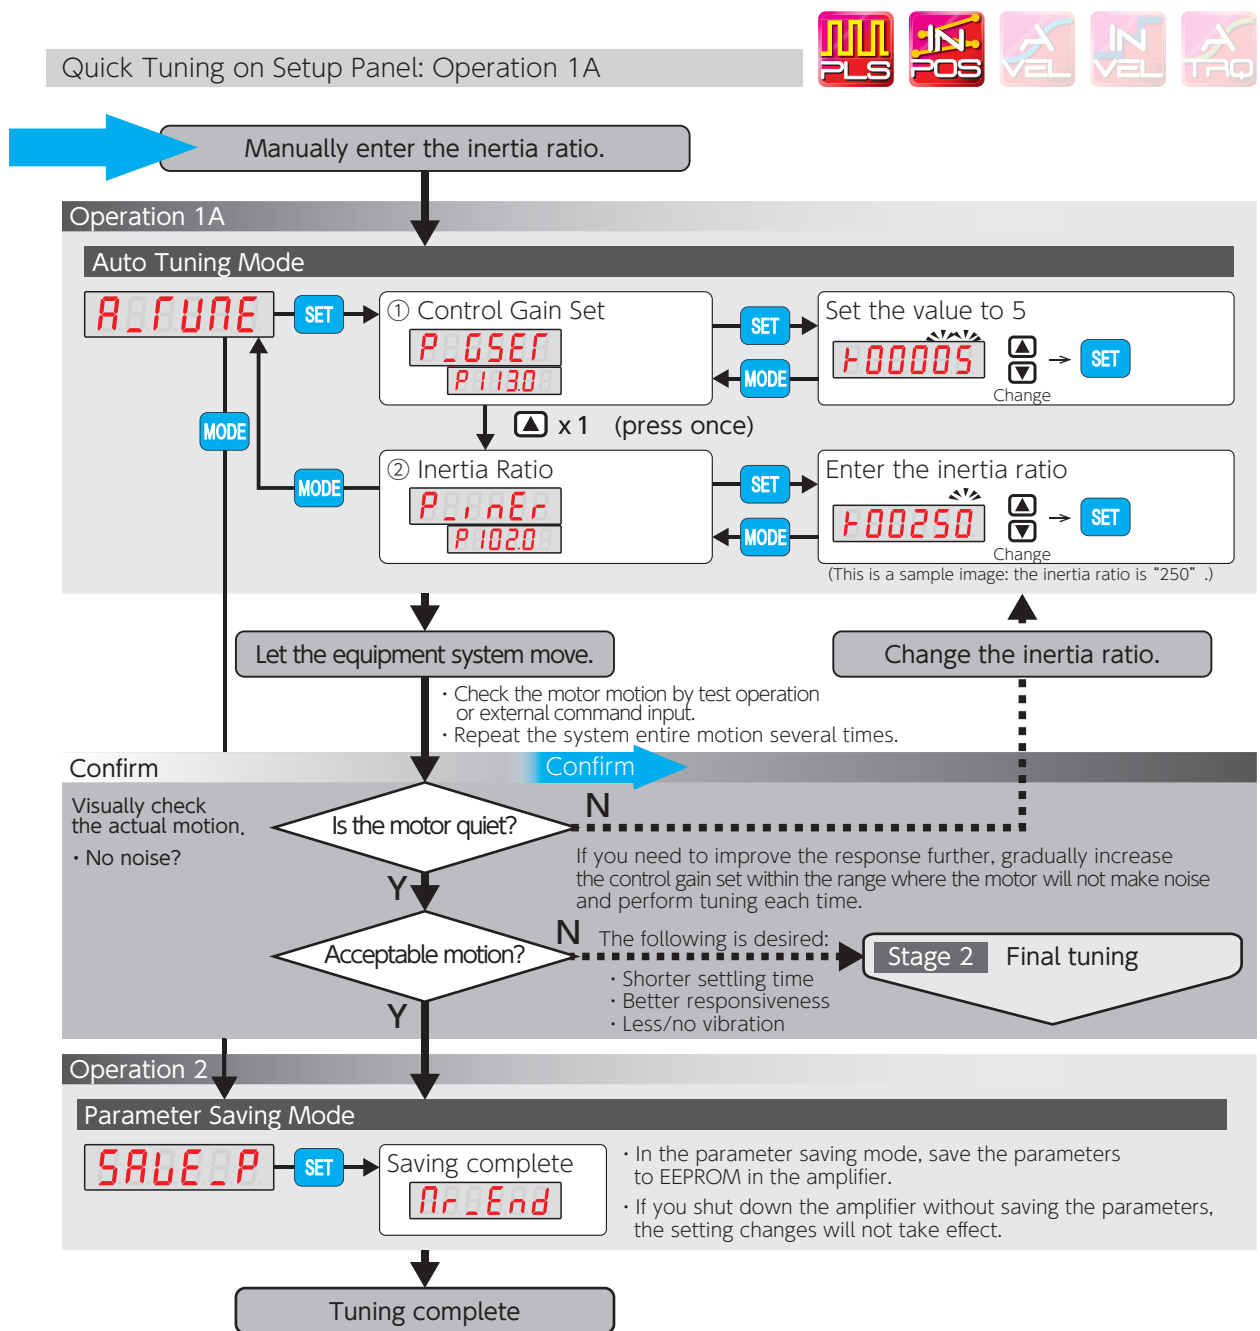 PLS
IN
POS
A
VEL
IN
VEL
A
TRQ
Quick Tuning on Setup Panel: Operation 1A
Manually enter the inertia ratio.
Operation 1A
Auto Tuning Mode
A_TUNE
SET
① Control Gain Set
P_GSET
P113.0
SET
MODE
Set the value to 5
00005
Change
→
SET
MODE
▲ x 1 (press once)
MODE
② Inertia Ratio
P_inEr
P102.0
SET
MODE
Enter the inertia ratio
00250
Change
→
SET
(This is a sample image: the inertia ratio is “250” .)
Let the equipment system move.
Change the inertia ratio.
・Check the motor motion by test operation
or external command input.
・Repeat the system entire motion several times.
Confirm
Confirm
Visually check
the actual motion.
・No noise?
Is the motor quiet?
N
Y
If you need to improve the response further, gradually increase
the control gain set within the range where the motor will not make noise
and perform tuning each time.
Acceptable motion?
N
Y
The following is desired:
・Shorter settling time
・Better responsiveness
・Less/no vibration
Stage 2 Final tuning
Operation 2
Parameter Saving Mode
SAVE_P
SET
Saving complete
Mr_End
・In the parameter saving mode, save the parameters
to EEPROM in the amplifier.
・If you shut down the amplifier without saving the parameters,
the setting changes will not take effect.
Tuning complete